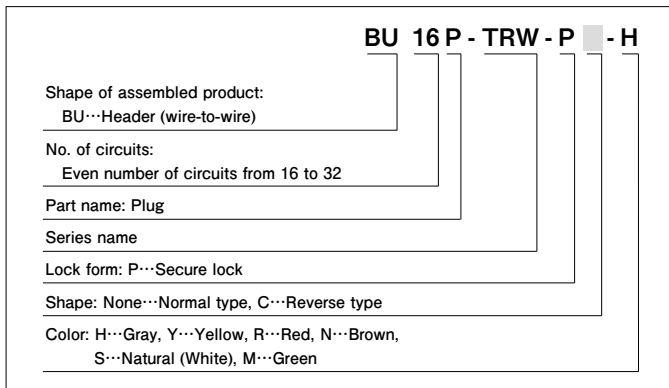 BU 16 P - TRW - P - H
Shape of assembled product:
BU···Header (wire-to-wire)
No. of circuits:
Even number of circuits from 16 to 32
Part name: Plug
Series name
Lock form: P···Secure lock
Shape: None···Normal type, C···Reverse type
Color: H···Gray, Y···Yellow, R···Red, N···Brown,
S···Natural (White), M···Green